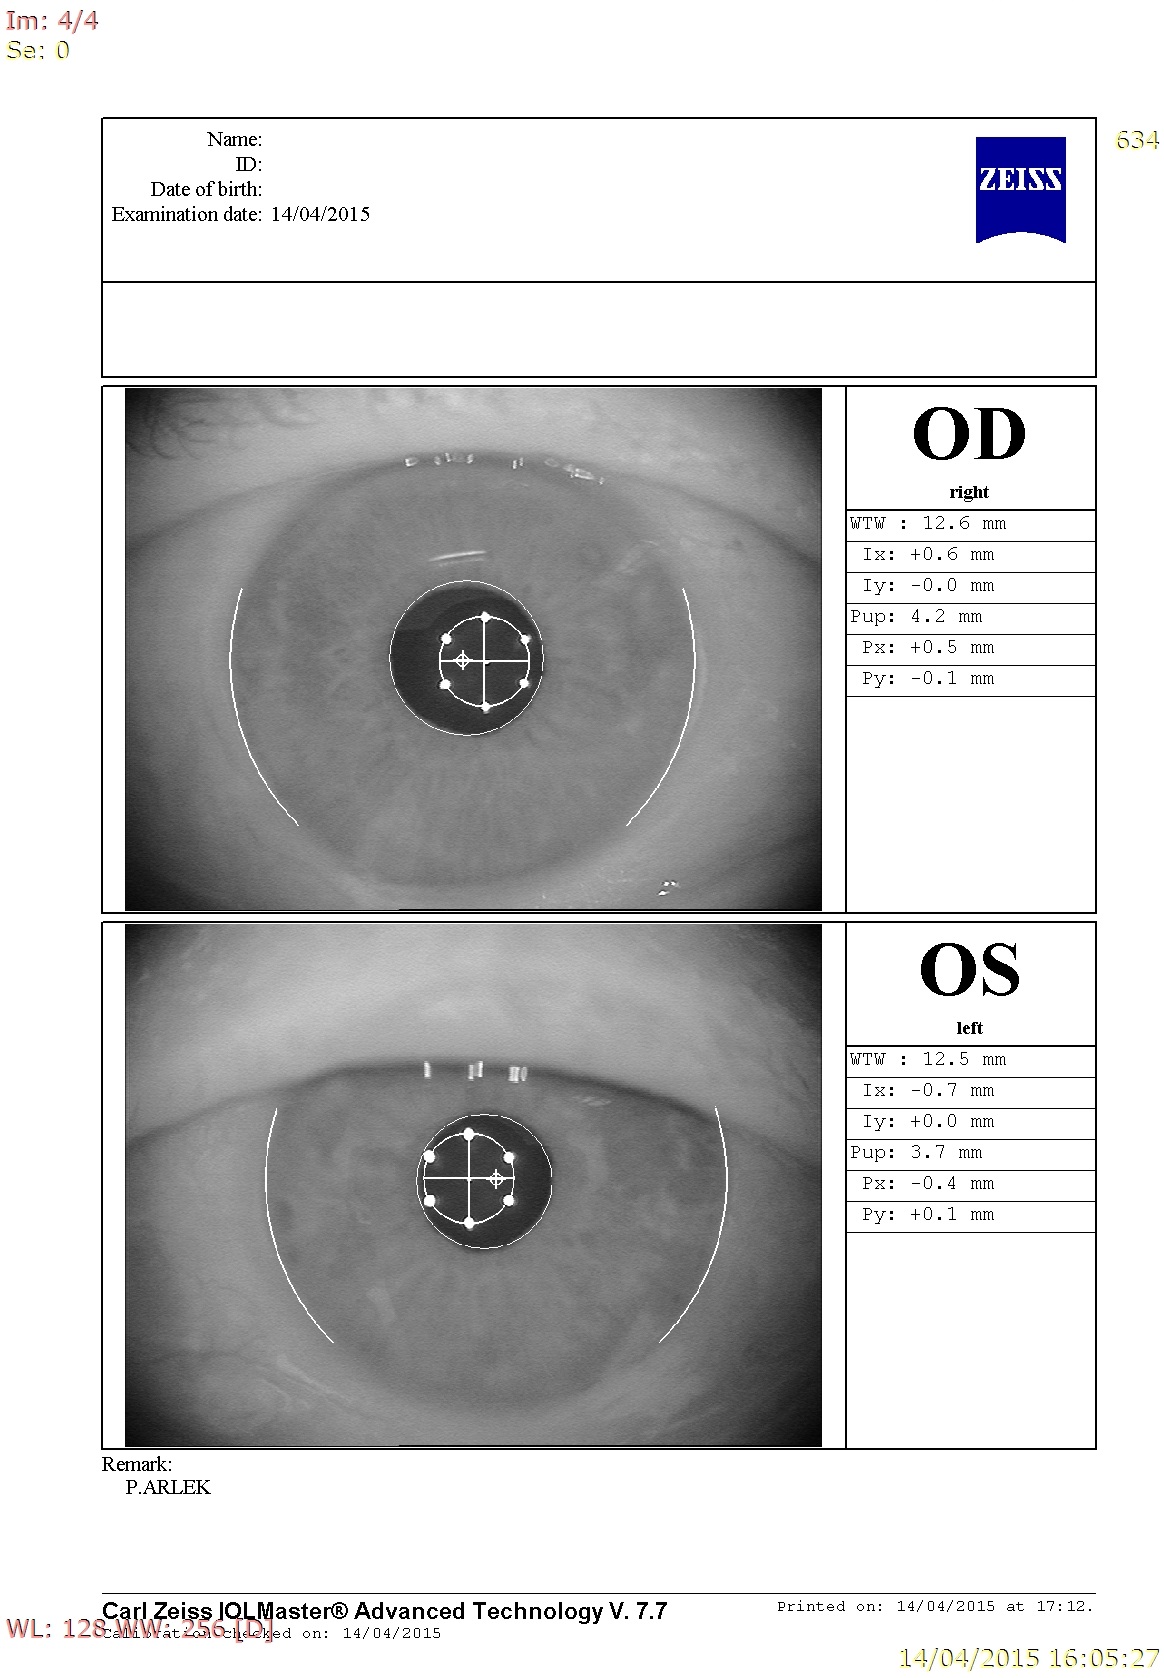 Im: 4/4
Se: 0
634
Name:
ID:
Date of birth:
Examination date: 14/04/2015
ZEISS
OD
right
WTW : 12.6 mm
Ix: +0.6 mm
Iy: -0.0 mm
Pup: 4.2 mm
Px: +0.5 mm
Py: -0.1 mm
OS
left
WTW : 12.5 mm
Ix: -0.7 mm
Iy: +0.0 mm
Pup: 3.7 mm
Px: -0.4 mm
Py: +0.1 mm
Remark:
P.ARLEK
Carl Zeiss IOLMaster® Advanced Technology V. 7.7
Printed on: 14/04/2015 at 17:12.
WL: 128 WW: 256 [D]
Calibration checked on: 14/04/2015
14/04/2015 16:05:27